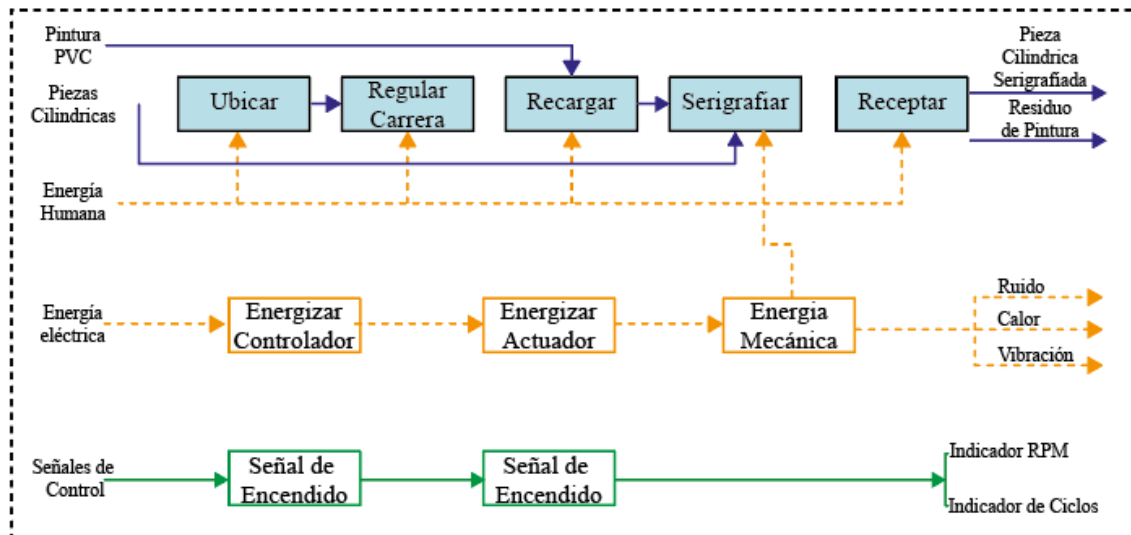 Pintura
PVC
Piezas
Cilindricas
Ubicar
Regular
Carrera
Recargar
Serigrafiar
Receptar
Pieza
Cilindrica
Serigrafíada
Residuo
de Pintura
Energía
Humana
Energía
eléctrica
Energizar
Controlador
Energizar
Actuador
Energía
Mecánica
Ruido
Calor
Vibración
Señales de
Control
Señal de
Encendido
Señal de
Encendido
Indicador RPM
Indicador de Ciclos